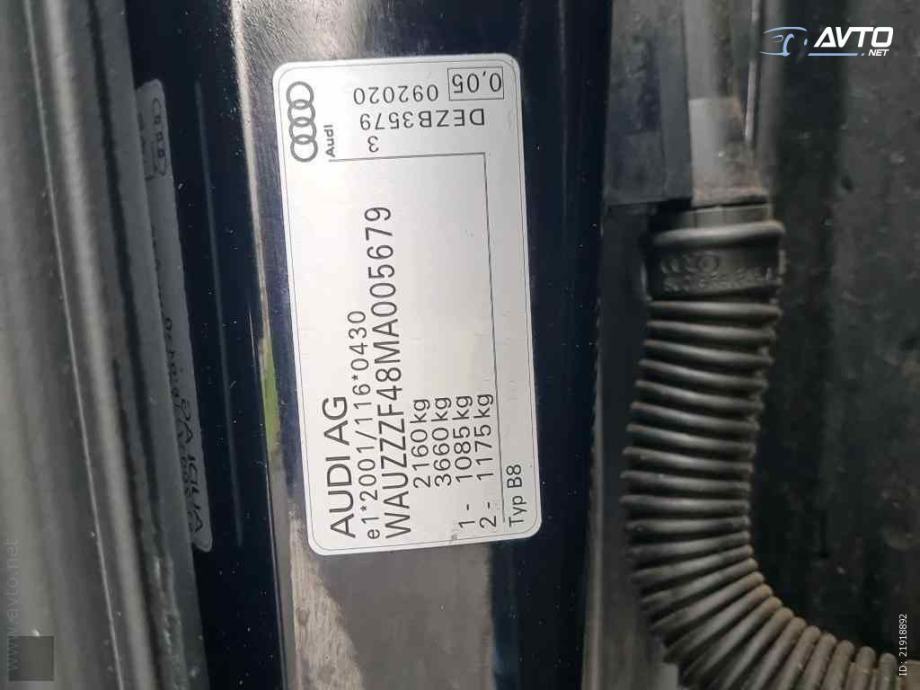 AUDI AG
e1*2001/116*0430
WAUZZZF48MA005679
2160kg
3660kg
1 - 1085kg
2 - 1175kg
Typ B8
Audi
3
DEZB3579
092020
0,05
AVTO
.NET
www.avto.net
ID: 21918892